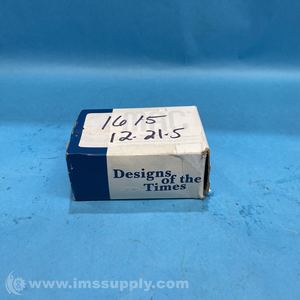 1615
12-21-5
Designs
of the
Times
www.imssupply.com